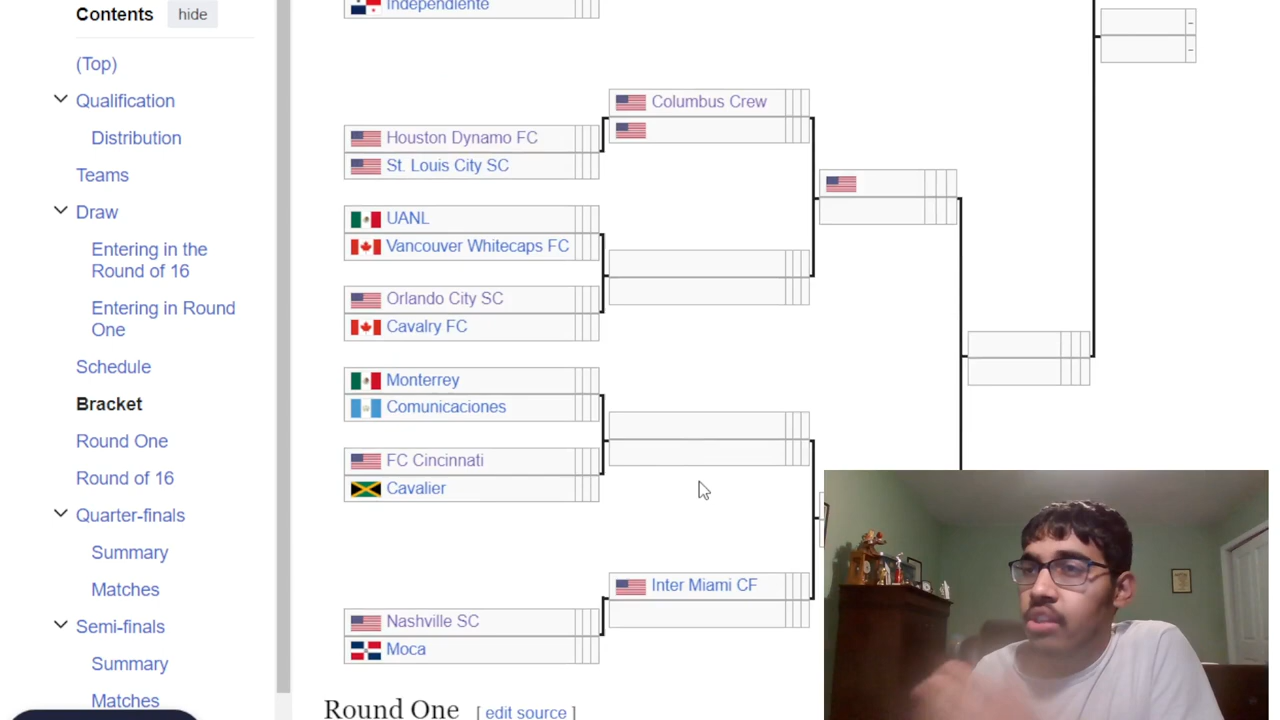 Contents hide
(Top)
Qualification
Distribution
Teams
Draw
Entering in the
Round of 16
Entering in Round
One
Schedule
Bracket
Round One
Round of 16
Quarter-finals
Summary
Matches
Semi-finals
Summary
Matches
Independiente
Houston Dynamo FC
St. Louis City SC
UANL
Vancouver Whitecaps FC
Orlando City SC
Cavalry FC
Monterrey
Comunicaciones
FC Cincinnati
Cavalier
Nashville SC
Moca
Columbus Crew
Inter Miami CF
-
-
Round One [ edit source ]